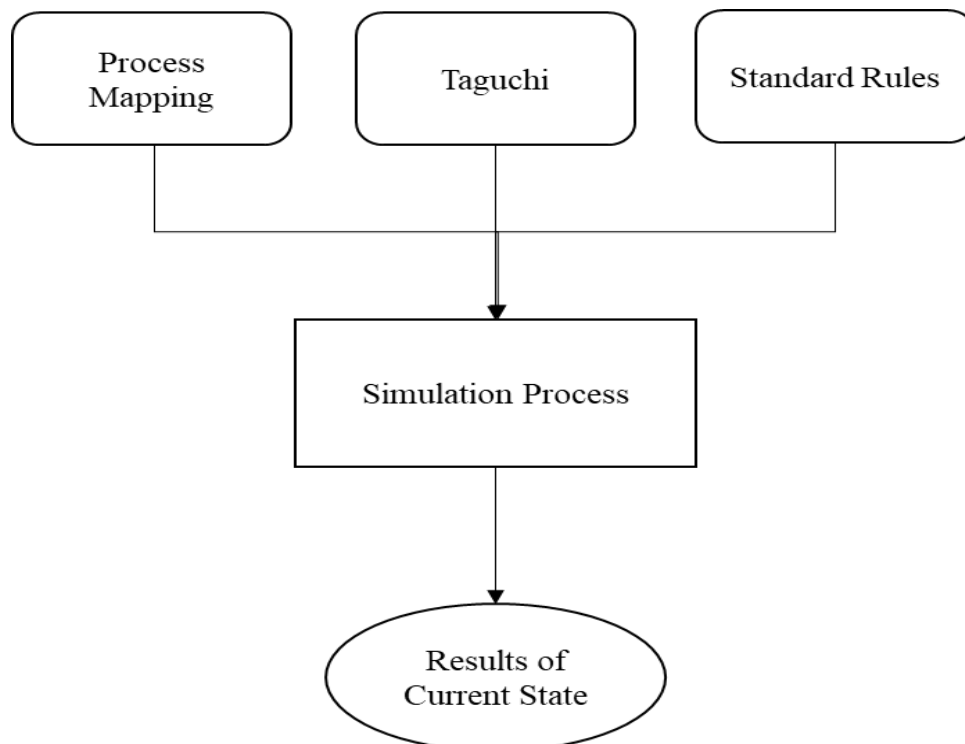 Process
Mapping
Taguchi
Standard Rules
Simulation Process
Results of
Current State